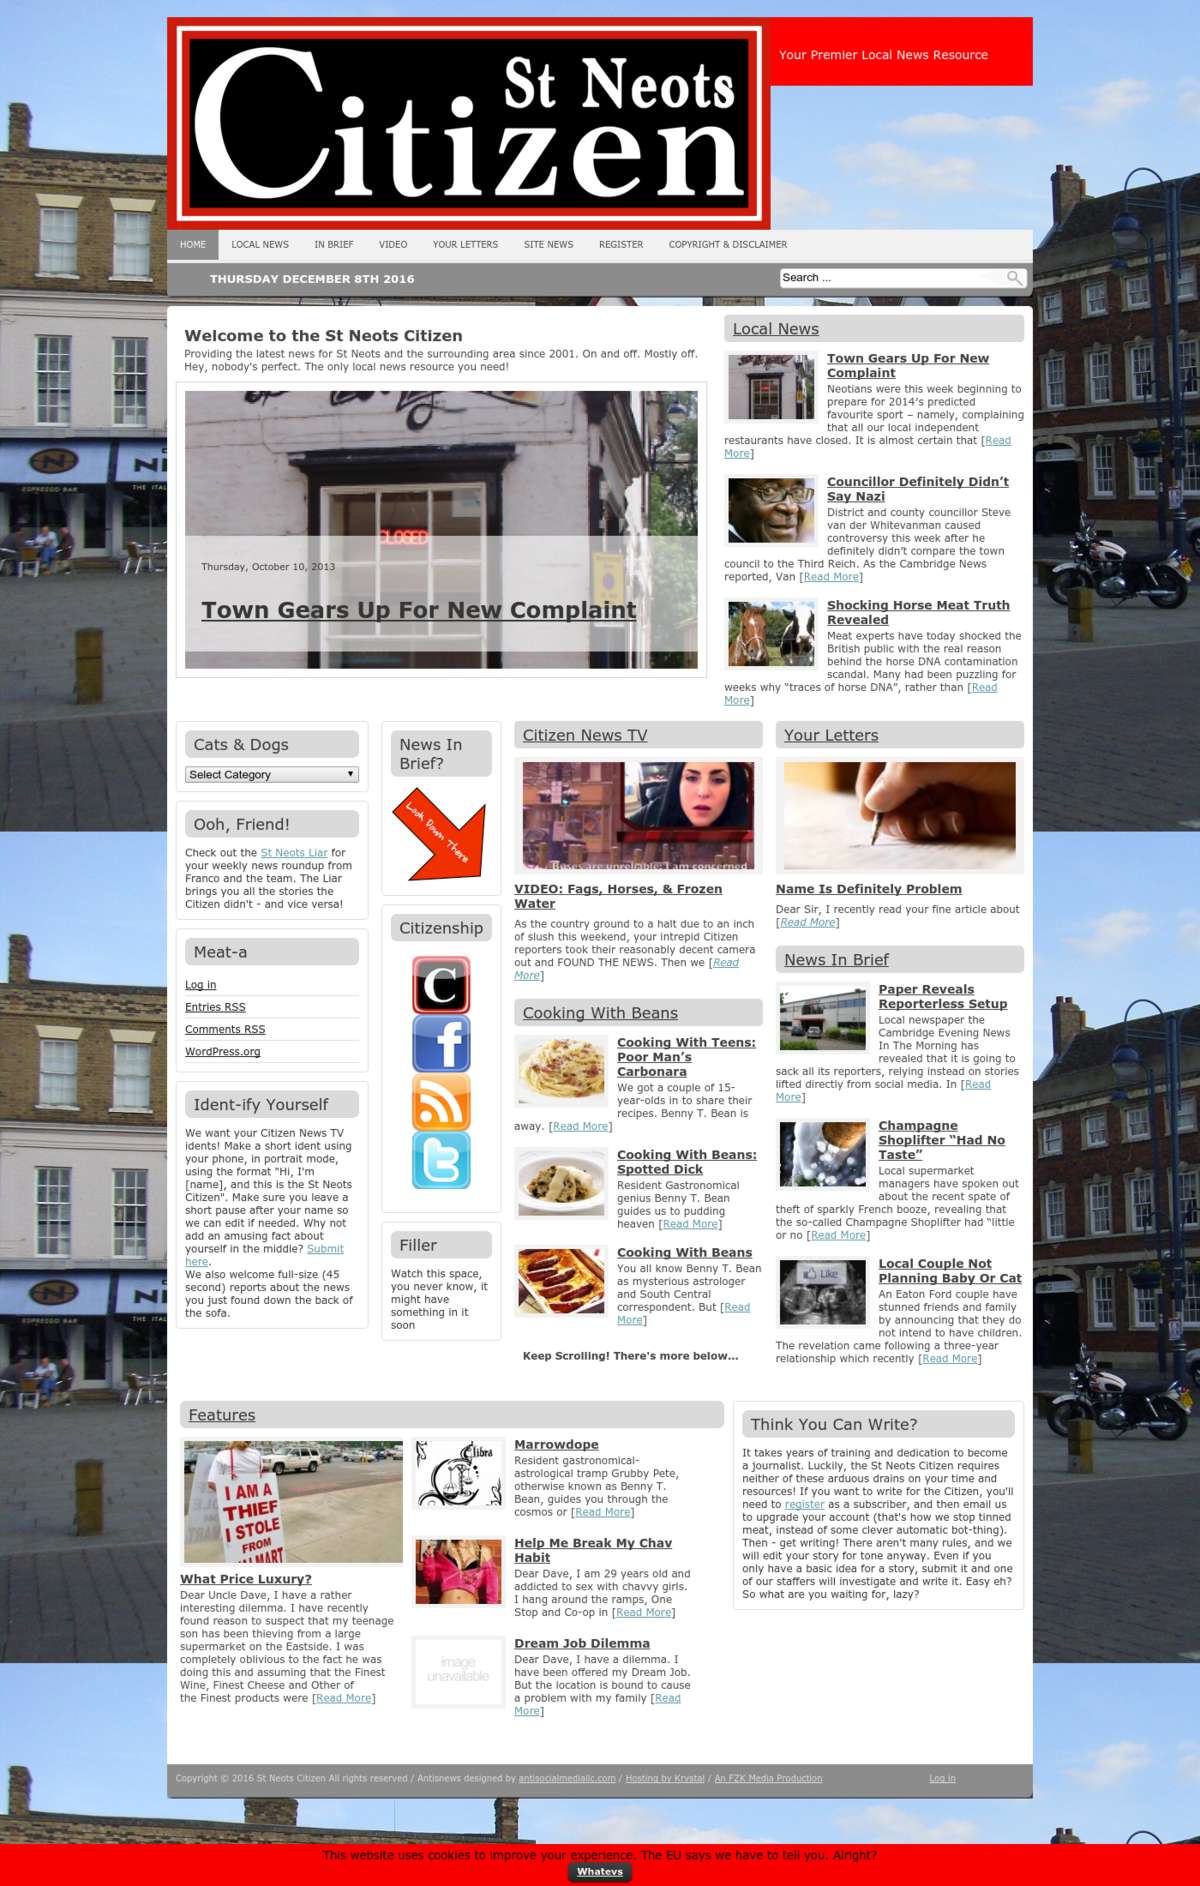 St Neots
Citizen
Your Premier Local News Resource
HOME
LOCAL NEWS
IN BRIEF
VIDEO
YOUR LETTERS
SITE NEWS
REGISTER
COPYRIGHT & DISCLAIMER
THURSDAY DECEMBER 8TH 2016
Search ...
Welcome to the St Neots Citizen
Providing the latest news for St Neots and the surrounding area since 2001. On and off. Mostly off.
Hey, nobody's perfect. The only local news resource you need!
CLOSED
Thursday, October 10, 2013
Town Gears Up For New Complaint
Local News
Town Gears Up For New
Complaint
Neotians were this week beginning to
prepare for 2014's predicted
favourite sport – namely, complaining
that all our local independent
restaurants have closed. It is almost certain that [Read
More]
Councillor Definitely Didn't
Say Nazi
District and county councillor Steve
van der Whitevanman caused
controversy this week after he
definitely didn't compare the town
council to the Third Reich. As the Cambridge News
reported, Van [Read More]
Shocking Horse Meat Truth
Revealed
Meat experts have today shocked the
British public with the real reason
behind the horse DNA contamination
scandal. Many had been puzzling for
weeks why "traces of horse DNA", rather than [Read
More]
Cats & Dogs
Select Category
Ooh, Friend!
Check out the St Neots Liar for
your weekly news roundup from
Franco and the team. The Liar
brings you all the stories the
Citizen didn't - and vice versa!
Meat-a
Log in
Entries RSS
Comments RSS
WordPress.org
Ident-ify Yourself
We want your Citizen News TV
idents! Make a short ident using
your phone, in portrait mode,
using the format "Hi, I'm
[name], and this is the St Neots
Citizen". Make sure you leave a
short pause after your name so
we can edit if needed. Why not
add an amusing fact about
yourself in the middle? Submit
here.
We also welcome full-size (45
second) reports about the news
you just found down the back of
the sofa.
News In
Brief?
Look Down There
Citizenship
C
f
t
Filler
Watch this space,
you never know, it
might have
something in it
soon
Citizen News TV
Buses are unreliable. I am concerned
VIDEO: Fags, Horses, & Frozen
Water
As the country ground to a halt due to an inch
of slush this weekend, your intrepid Citizen
reporters took their reasonably decent camera
out and FOUND THE NEWS. Then we [Read
More]
Cooking With Beans
Cooking With Teens:
Poor Man's
Carbonara
We got a couple of 15-
year-olds in to share their
recipes. Benny T. Bean is
away. [Read More]
Cooking With Beans:
Spotted Dick
Resident Gastronomical
genius Benny T. Bean
guides us to pudding
heaven [Read More]
Cooking With Beans
You all know Benny T. Bean
as mysterious astrologer
and South Central
correspondent. But [Read
More]
Keep Scrolling! There's more below...
Your Letters
Name Is Definitely Problem
Dear Sir, I recently read your fine article about
[Read More]
News In Brief
Paper Reveals
Reporterless Setup
Local newspaper the
Cambridge Evening News
In The Morning has
revealed that it is going to
sack all its reporters, relying instead on stories
lifted directly from social media. In [Read
More]
Champagne
Shoplifter "Had No
Taste"
Local supermarket
managers have spoken out
about the recent spate of
theft of sparkly French booze, revealing that
the so-called Champagne Shoplifter had "little
or no [Read More]
Like
Local Couple Not
Planning Baby Or Cat
An Eaton Ford couple have
stunned friends and family
by announcing that they do
not intend to have children.
The revelation came following a three-year
relationship which recently [Read More]
Features
I AM A
THIEF
I STOLE
FROM
WALMART
What Price Luxury?
Dear Uncle Dave, I have a rather
interesting dilemma. I have recently
found reason to suspect that my teenage
son has been thieving from a large
supermarket on the Eastside. I was
completely oblivious to the fact he was
doing this and assuming that the Finest
Wine, Finest Cheese and Other of
the Finest products were [Read More]
libra
Marrowdope
Resident gastronomical-
astrological tramp Grubby Pete,
otherwise known as Benny T.
Bean, guides you through the
cosmos or [Read More]
Help Me Break My Chav
Habit
Dear Dave, I am 29 years old and
addicted to sex with chavvy girls.
I hang around the ramps, One
Stop and Co-op in [Read More]
image
unavailable
Dream Job Dilemma
Dear Dave, I have a dilemma. I
have been offered my Dream Job.
But the location is bound to cause
a problem with my family [Read
More]
Think You Can Write?
It takes years of training and dedication to become
a journalist. Luckily, the St Neots Citizen requires
neither of these arduous drains on your time and
resources! If you want to write for the Citizen, you'll
need to register as a subscriber, and then email us
to upgrade your account (that's how we stop tinned
meat, instead of some clever automatic bot-thing).
Then - get writing! There aren't many rules, and we
will edit your story for tone anyway. Even if you
only have a basic idea for a story, submit it and one
of our staffers will investigate and write it. Easy eh?
So what are you waiting for, lazy?
Copyright © 2016 St Neots Citizen All rights reserved / Antisnews designed by antisocialmediallc.com / Hosting by Krystal / An FZK Media Production
Log in
This website uses cookies to improve your experience. The EU says we have to tell you. Alright?
Whatevs